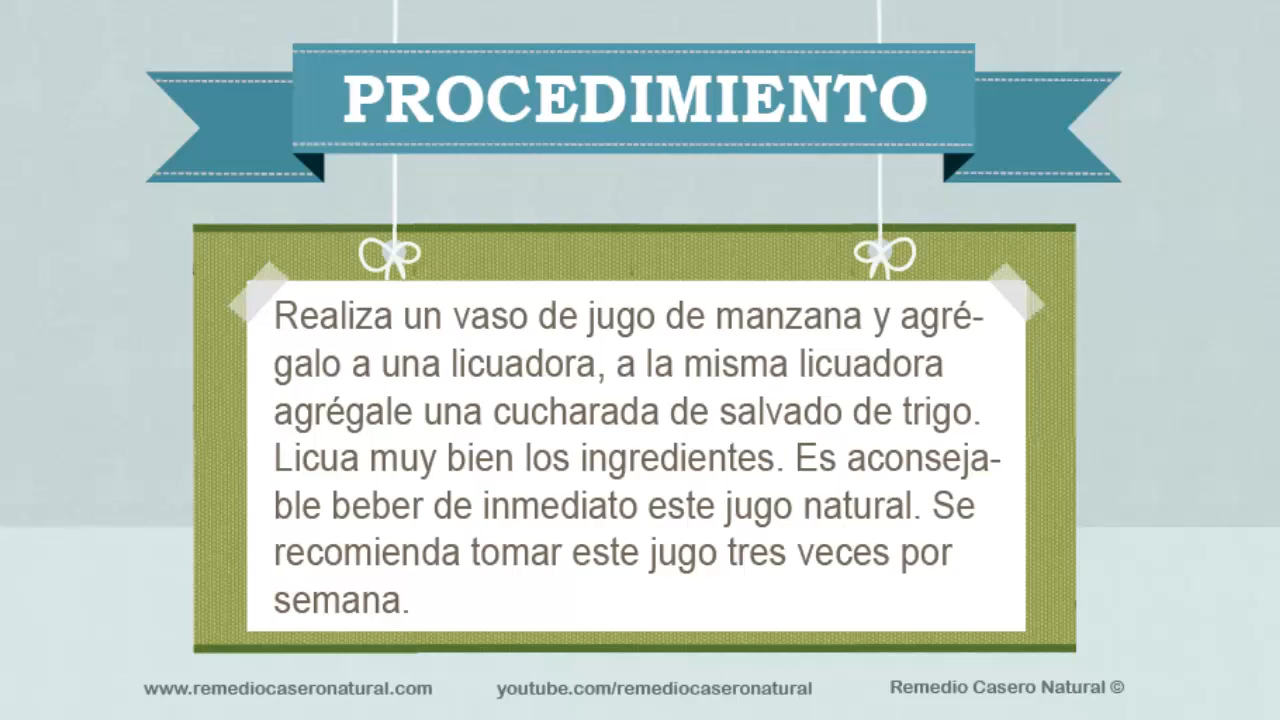 PROCEDIMIENTO
Realiza un vaso de jugo de manzana y agré-
galo a una licuadora, a la misma licuadora
agrégale una cucharada de salvado de trigo.
Licua muy bien los ingredientes. Es aconseja-
ble beber de inmediato este jugo natural. Se
recomienda tomar este jugo tres veces por
semana.
www.remediocaseronatural.com youtube.com/remediocaseronatural Remedio Casero Natural ©